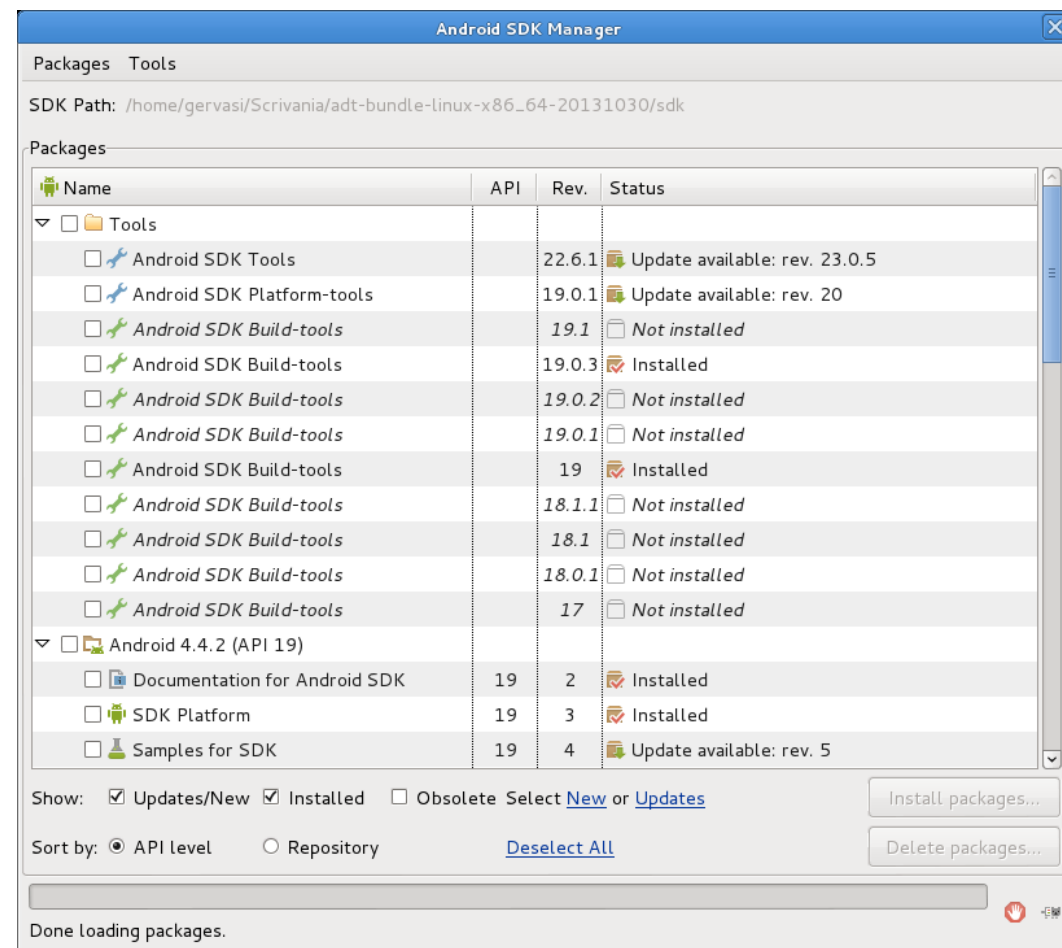 Android SDK Manager
Packages Tools
SDK Path: /home/gervasi/Scrivania/adt-bundle-linux-x86_64-20131030/sdk
Packages
Name API Rev. Status
Tools
Android SDK Tools 22.6.1 Update available: rev. 23.0.5
Android SDK Platform-tools 19.0.1 Update available: rev. 20
Android SDK Build-tools 19.1 Not installed
Android SDK Build-tools 19.0.3 Installed
Android SDK Build-tools 19.0.2 Not installed
Android SDK Build-tools 19.0.1 Not installed
Android SDK Build-tools 19 Installed
Android SDK Build-tools 18.1.1 Not installed
Android SDK Build-tools 18.1 Not installed
Android SDK Build-tools 18.0.1 Not installed
Android SDK Build-tools 17 Not installed
Android 4.4.2 (API 19)
Documentation for Android SDK 19 2 Installed
SDK Platform 19 3 Installed
Samples for SDK 19 4 Update available: rev. 5
Show: Updates/New Installed Obsolete Select New or Updates Install packages...
Sort by: API level Repository Deselect All Delete packages...
Done loading packages.